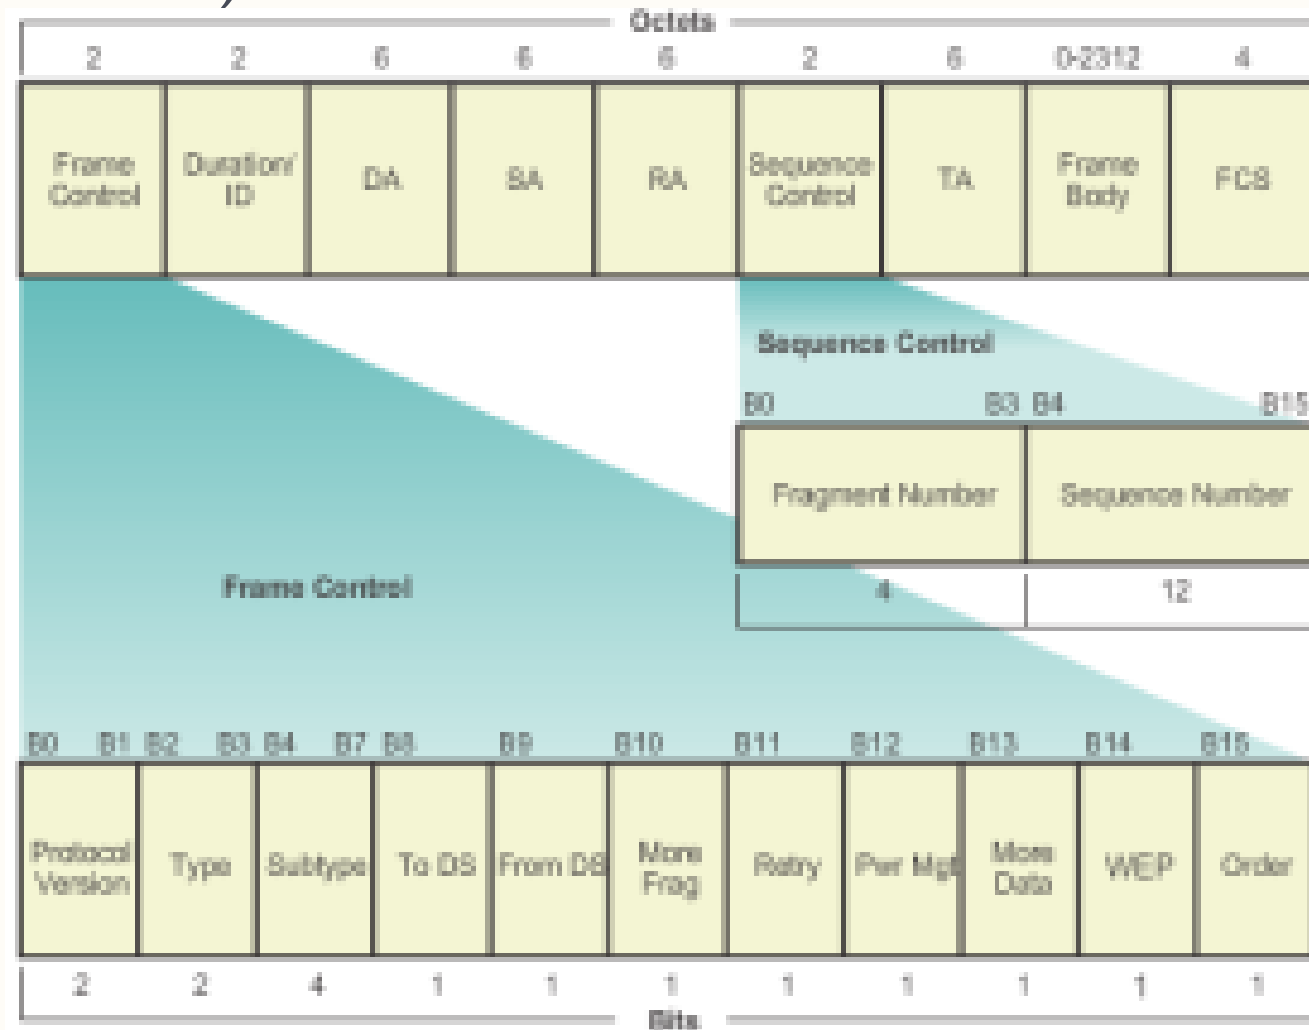 Octets
2 2 6 6 6 2 6 0-2312 4
Frame Control Duration/ ID DA SA RA Sequence Control TA Frame Body FCS
Sequence Control
B0 B3 B4 B15
Fragment Number Sequence Number
4 12
Frame Control
B0 B1 B2 B3 B4 B7 B8 B9 B10 B11 B12 B13 B14 B15
Protocol Version Type Subtype To DS From DS More Frag Retry Pwr Mgt More Data WEP Order
2 2 4 1 1 1 1 1 1 1 1
Bits